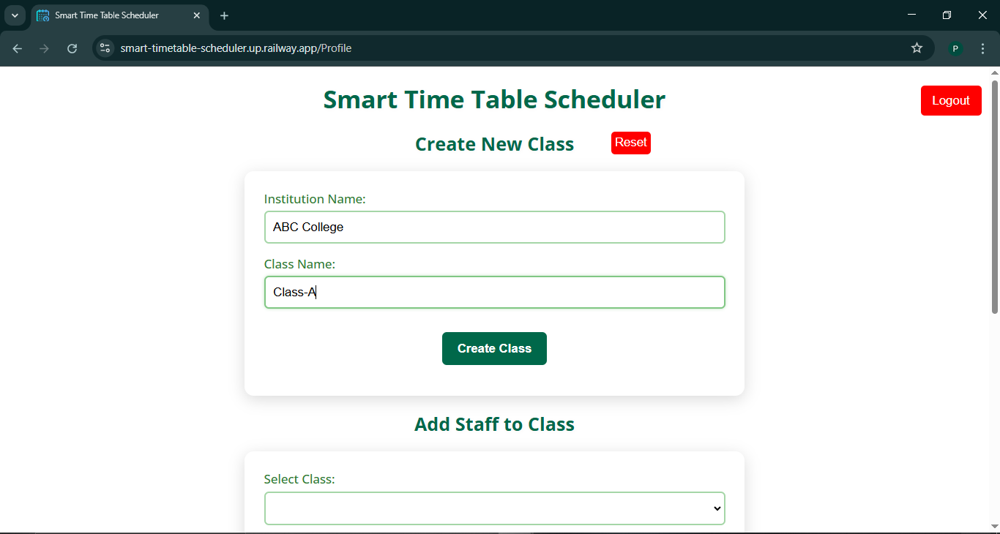 Smart Time Table Scheduler
smart-timetable-scheduler.up.railway.app/Profile
P
Smart Time Table Scheduler
Logout
Create New Class
Reset
Institution Name:
ABC College
Class Name:
Class-A
Create Class
Add Staff to Class
Select Class: